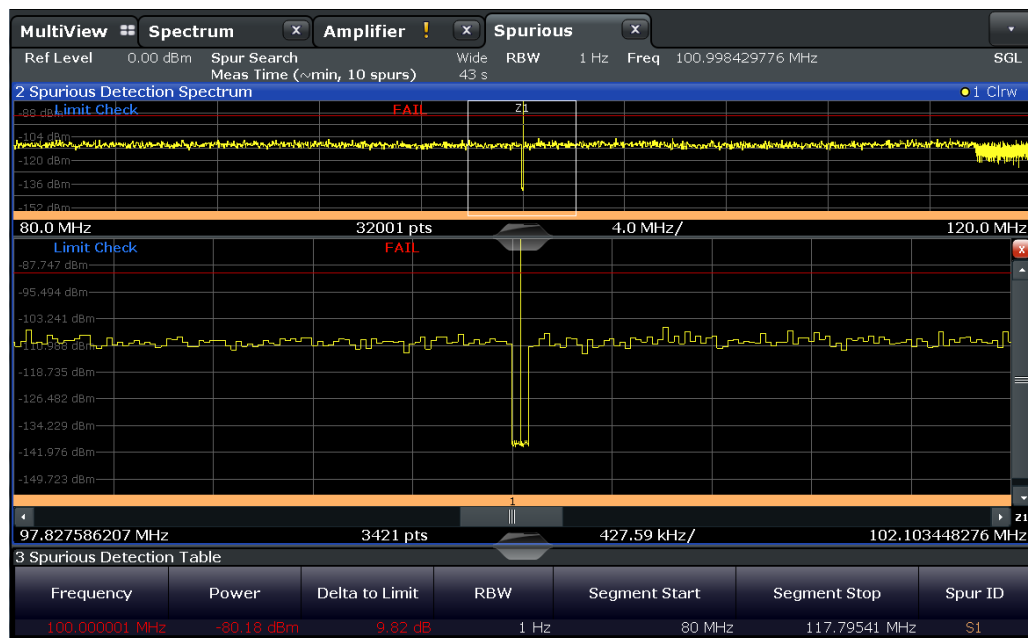 MultiView Spectrum x Amplifier ! x Spurious x
Ref Level 0.00 dBm Spur Search Wide RBW 1 Hz Freq 100.998429776 MHz SGL
Meas Time (~min, 10 spurs) 43 s
2 Spurious Detection Spectrum 1 Clrw
-88 dBm Limit Check FAIL Z1
-104 dBm
-120 dBm
-136 dBm
-152 dBm
80.0 MHz 32001 pts 4.0 MHz/ 120.0 MHz
Limit Check FAIL x
-87.747 dBm
-95.494 dBm
-103.241 dBm
-110.988 dBm
-118.735 dBm
-126.482 dBm
-134.229 dBm
-141.976 dBm
-149.723 dBm
1
Z1
97.827586207 MHz 3421 pts 427.59 kHz/ 102.103448276 MHz
3 Spurious Detection Table
Frequency Power Delta to Limit RBW Segment Start Segment Stop Spur ID
100.000001 MHz -80.18 dBm 9.82 dB 1 Hz 80 MHz 117.79541 MHz S1